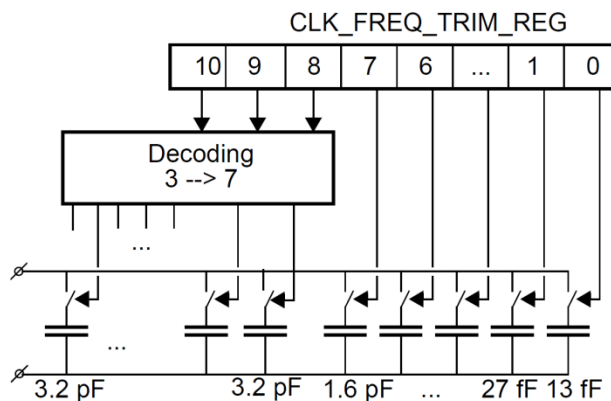 CLK_FREQ_TRIM_REG
10 9 8 7 6 ... 1 0
Decoding
3 --> 7
...
...
3.2 pF 3.2 pF 1.6 pF ... 27 fF 13 fF